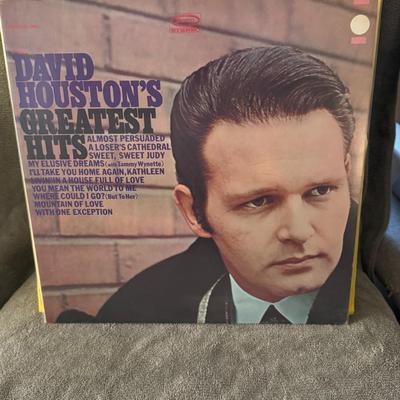 Epic
STEREO
DAVID
HOUSTON'S
GREATEST
HITS
ALMOST PERSUADED
A LOSER'S CATHEDRAL
SWEET, SWEET JUDY
MY ELUSIVE DREAMS (with Tammy Wynette)
I'LL TAKE YOU HOME AGAIN, KATHLEEN
LIVIN' IN A HOUSE FULL OF LOVE
YOU MEAN THE WORLD TO ME
WHERE COULD I GO? (But To Her)
MOUNTAIN OF LOVE
WITH ONE EXCEPTION